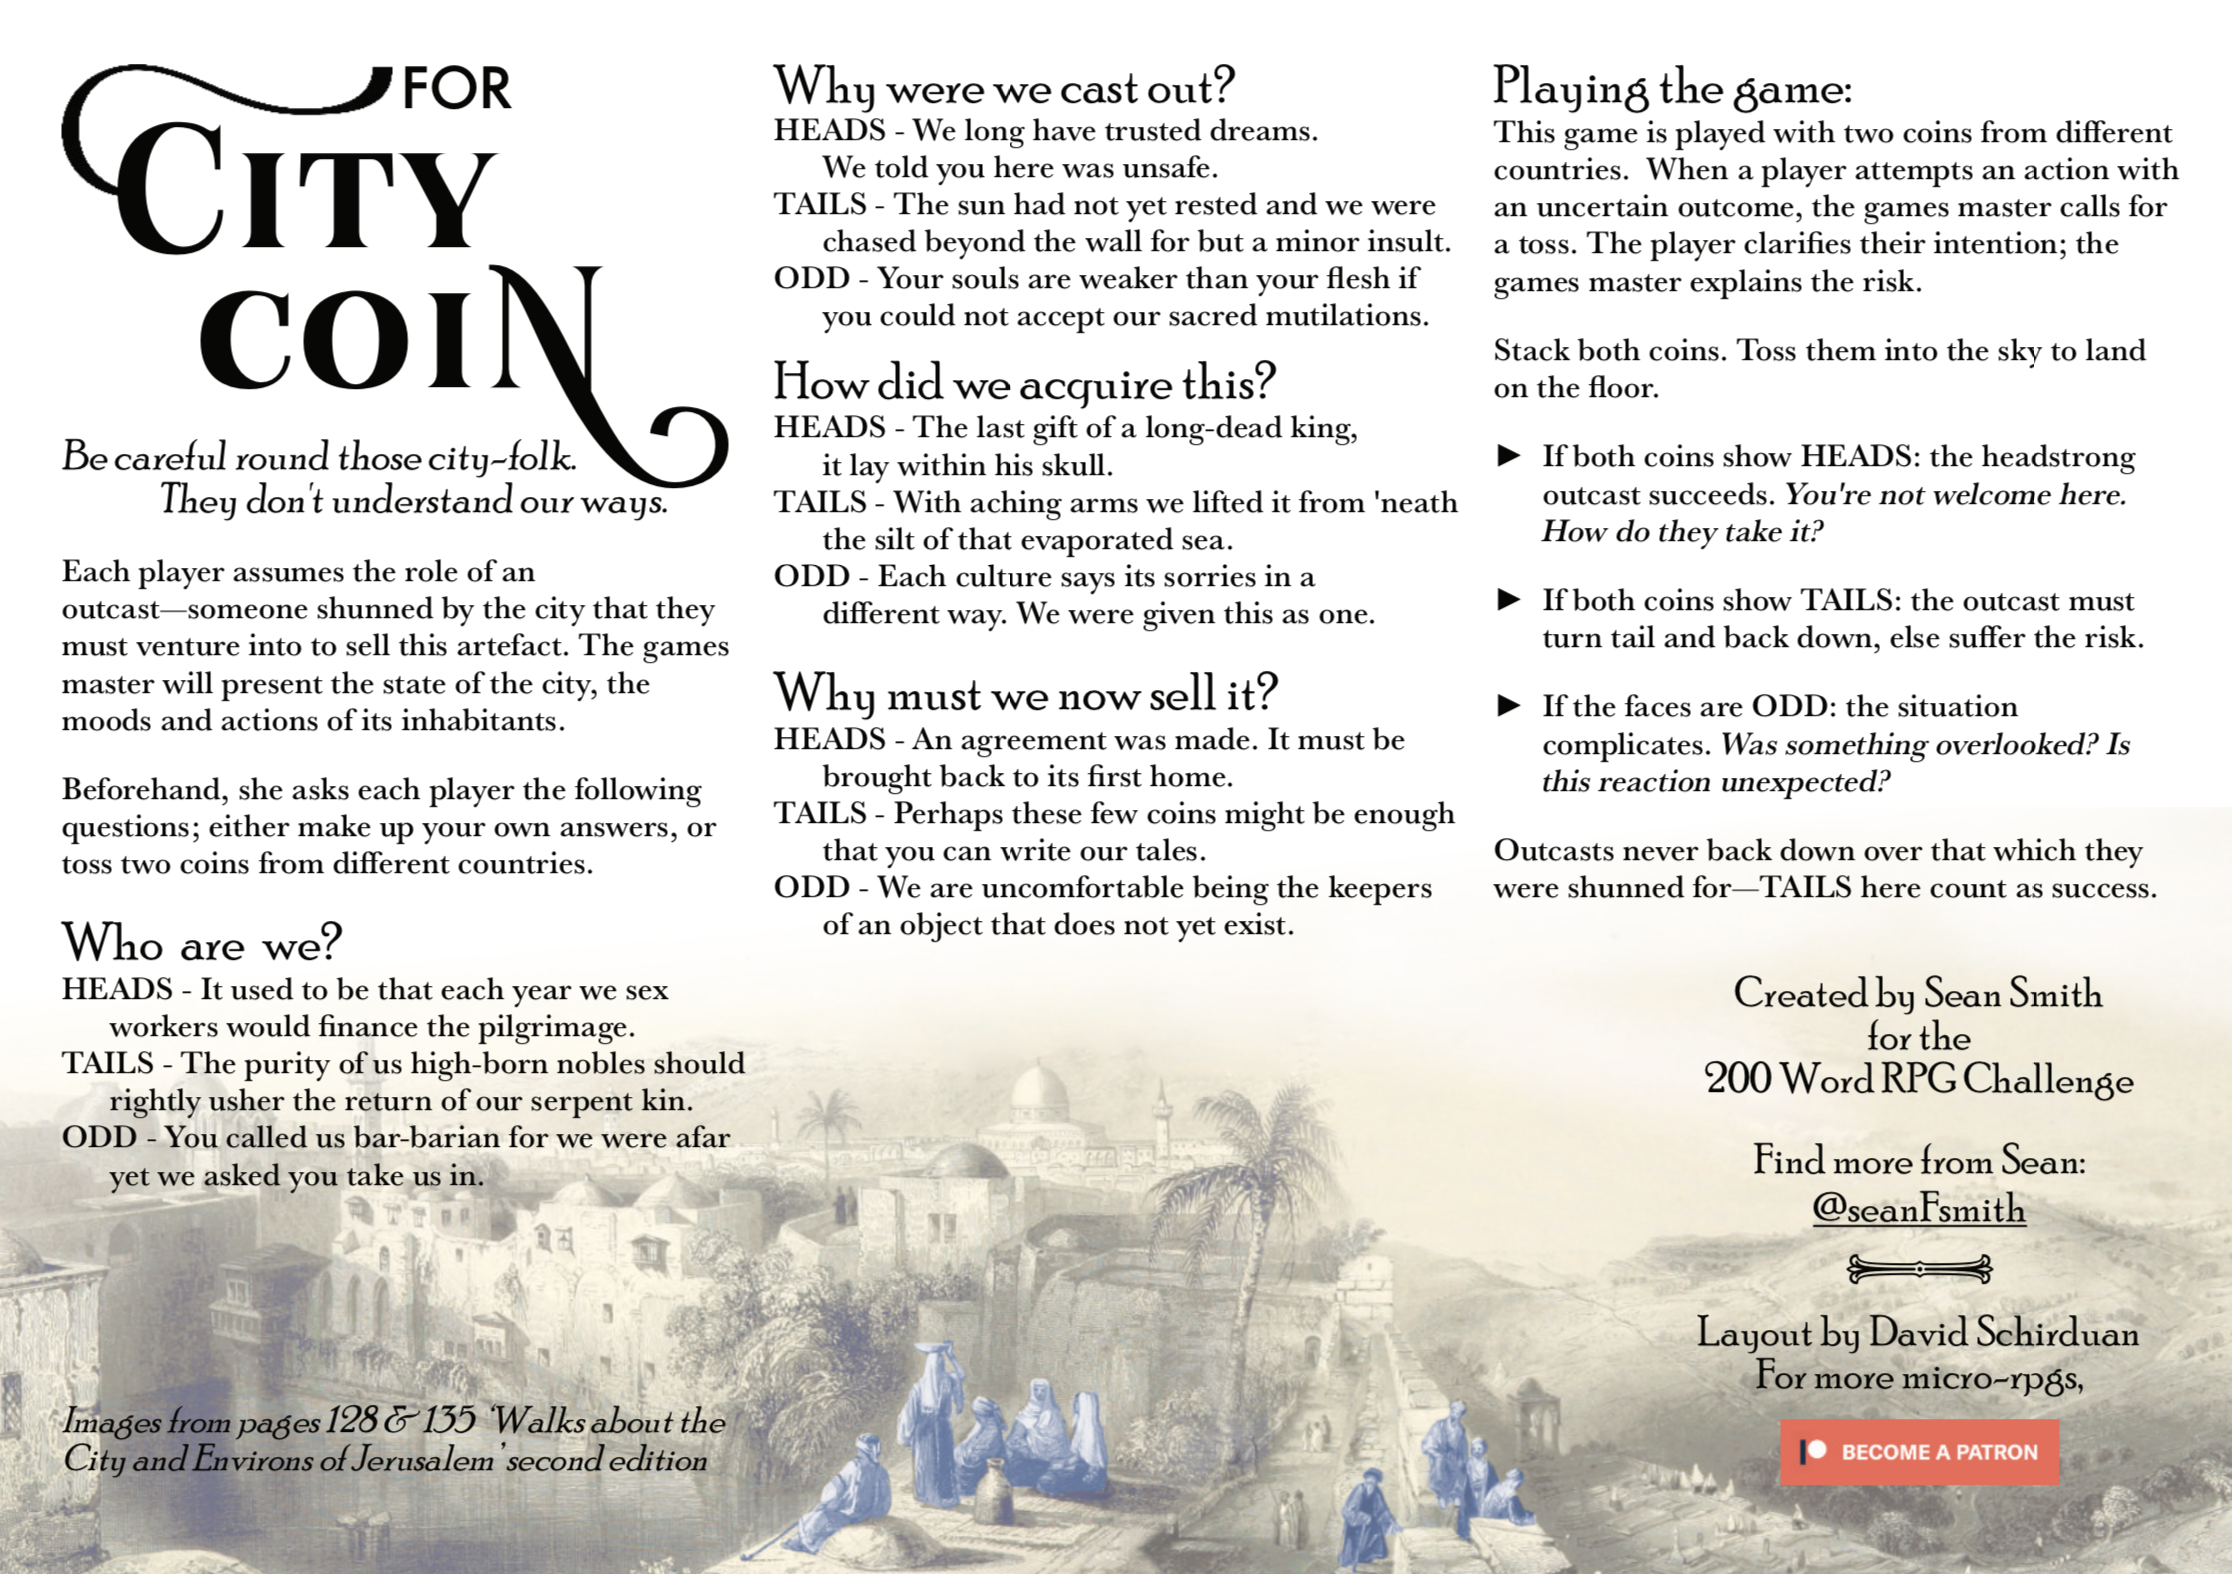 FOR
CITY
COIN
Be careful round those city-folk.
They don't understand our ways.
Each player assumes the role of an
outcast—someone shunned by the city that they
must venture into to sell this artefact. The games
master will present the state of the city, the
moods and actions of its inhabitants.
Beforehand, she asks each player the following
questions; either make up your own answers, or
toss two coins from different countries.
Who are we?
HEADS - It used to be that each year we sex
workers would finance the pilgrimage.
TAILS - The purity of us high-born nobles should
rightly usher the return of our serpent kin.
ODD - You called us bar-barian for we were afar
yet we asked you take us in.
Images from pages 128 & 135 'Walks about the
City and Environs of Jerusalem' second edition
Why were we cast out?
HEADS - We long have trusted dreams.
We told you here was unsafe.
TAILS - The sun had not yet rested and we were
chased beyond the wall for but a minor insult.
ODD - Your souls are weaker than your flesh if
you could not accept our sacred mutilations.
How did we acquire this?
HEADS - The last gift of a long-dead king,
it lay within his skull.
TAILS - With aching arms we lifted it from 'neath
the silt of that evaporated sea.
ODD - Each culture says its sorries in a
different way. We were given this as one.
Why must we now sell it?
HEADS - An agreement was made. It must be
brought back to its first home.
TAILS - Perhaps these few coins might be enough
that you can write our tales.
ODD - We are uncomfortable being the keepers
of an object that does not yet exist.
Playing the game:
This game is played with two coins from different
countries.  When a player attempts an action with
an uncertain outcome, the games master calls for
a toss. The player clarifies their intention; the
games master explains the risk.
Stack both coins. Toss them into the sky to land
on the floor.
► If both coins show HEADS: the headstrong
outcast succeeds. You're not welcome here.
How do they take it?
► If both coins show TAILS: the outcast must
turn tail and back down, else suffer the risk.
► If the faces are ODD: the situation
complicates. Was something overlooked? Is
this reaction unexpected?
Outcasts never back down over that which they
were shunned for—TAILS here count as success.
Created by Sean Smith
for the
200 Word RPG Challenge
Find more from Sean:
@seanFsmith
Layout by David Schirduan
For more micro-rpgs,
BECOME A PATRON